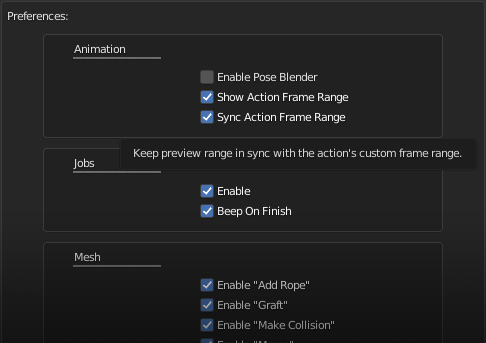 Preferences:
Animation
Enable Pose Blender
Show Action Frame Range
Sync Action Frame Range
Keep preview range in sync with the action's custom frame range.
Jobs
Enable
Beep On Finish
Mesh
Enable "Add Rope"
Enable "Graft"
Enable "Make Collision"